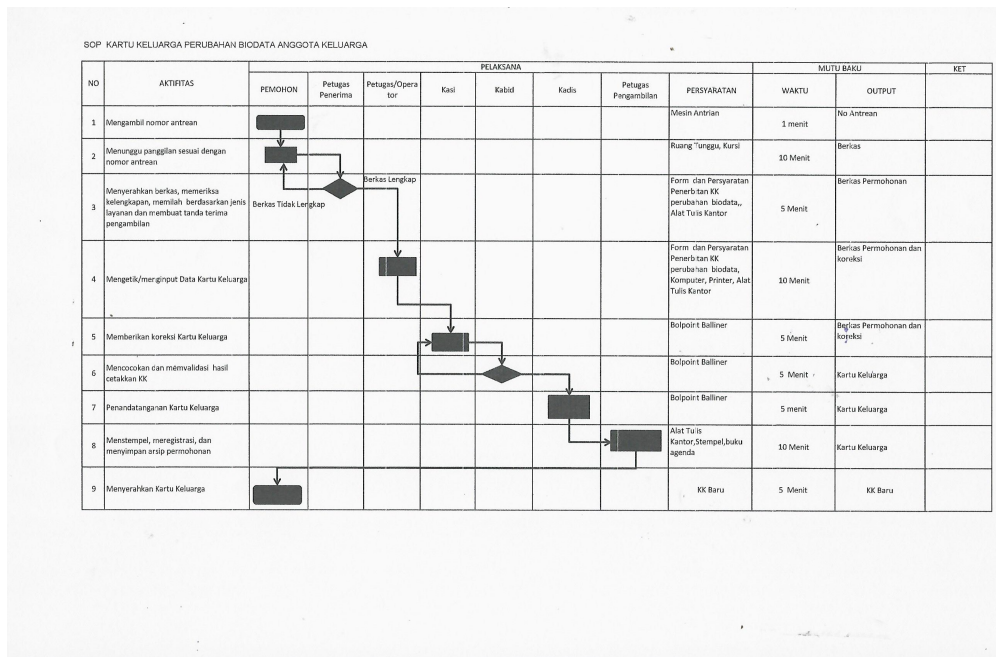 SOP KARTU KELUARGA PERUBAHAN BIODATA ANGGOTA KELUARGA
NO
AKTIFITAS
PELAKSANA
MUTU BAKU
KET
PEMOHON
Petugas
Penerima
Petugas/Opera
tor
Kasi
Kabid
Kadis
Petugas
Pengambilan
PERSYARATAN
WAKTU
OUTPUT
1
Mengambil nomor antrean
Mesin Antrian
1 menit
No Antrean
2
Menunggu panggilan sesuai dengan
nomor antrean
Ruang Tunggu, Kursi
10 Menit
Berkas
3
Menyerahkan berkas, memeriksa
kelengkapan, memilah berdasarkan jenis
layanan dan membuat tanda terima
pengambilan
Berkas Tidak Lengkap
Berkas Lengkap
Form dan Persyaratan
Penerbitan KK
perubahan biodata,,
Alat Tulis Kantor
5 Menit
Berkas Permohonan
4
Mengetik/menginput Data Kartu Keluarga
Form dan Persyaratan
Penerbitan KK
perubahan biodata,
Komputer, Printer, Alat
Tulis Kantor
10 Menit
Berkas Permohonan dan
koreksi
5
Memberikan koreksi Kartu Keluarga
Bolpoint Balliner
5 Menit
Berkas Permohonan dan
koreksi
6
Mencocokan dan memvalidasi hasil
cetakkan KK
Bolpoint Balliner
5 Menit
Kartu Keluarga
7
Penandatanganan Kartu Keluarga
Bolpoint Balliner
5 menit
Kartu Keluarga
8
Menstempel, meregistrasi, dan
menyimpan arsip permohonan
Alat Tulis
Kantor,Stempel,buku
agenda
10 Menit
Kartu Keluarga
9
Menyerahkan Kartu Keluarga
KK Baru
5 Menit
KK Baru